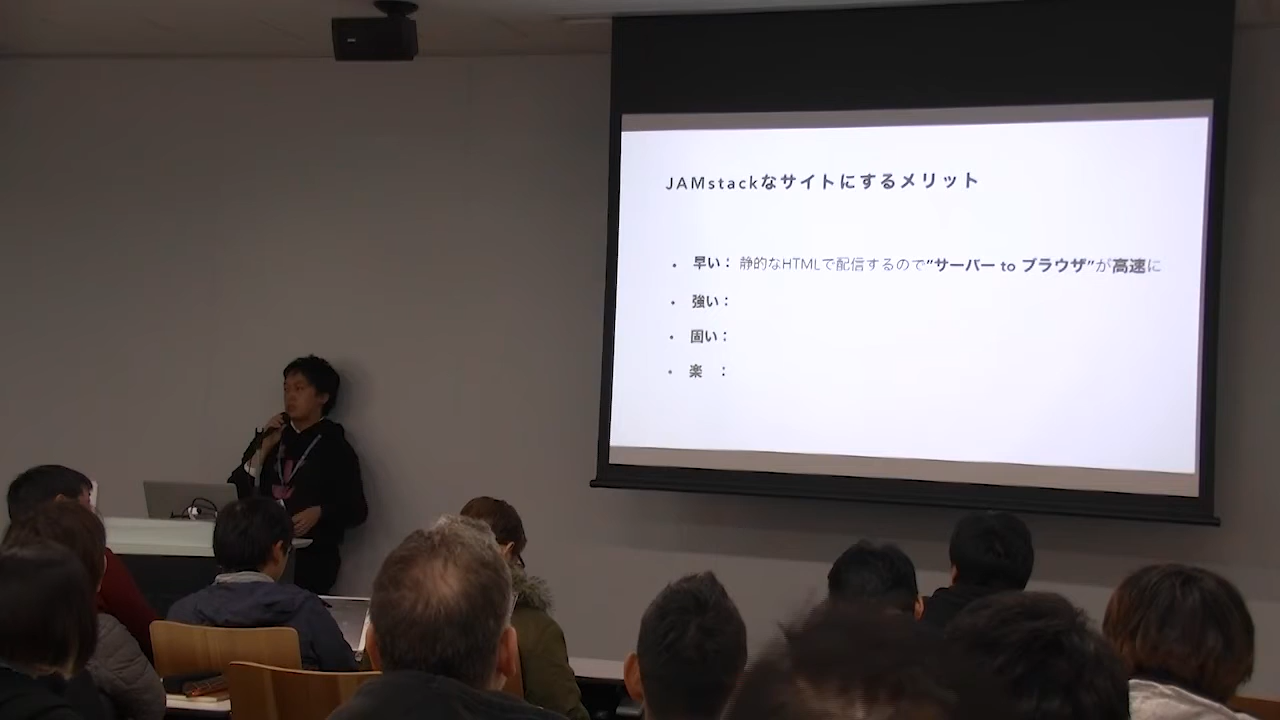 JAMstackなサイトにするメリット
• 早い： 静的なHTMLで配信するので”サーバー to ブラウザ”が高速に
• 強い：
• 固い：
• 楽　：